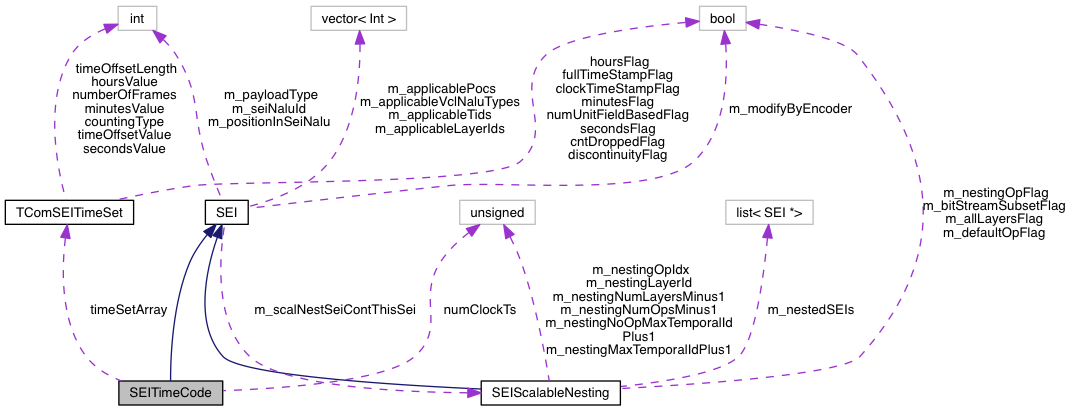 int
vector< Int >
bool
timeOffsetLength
hoursValue
numberOfFrames
minutesValue
countingType
timeOffsetValue
secondsValue
m_payloadType
m_seiNaluId
m_positionInSeiNalu
m_applicablePocs
m_applicableVclNaluTypes
m_applicableTids
m_applicableLayerIds
hoursFlag
fullTimeStampFlag
clockTimeStampFlag
minutesFlag
numUnitFieldBasedFlag
secondsFlag
cntDroppedFlag
discontinuityFlag
m_modifyByEncoder
TComSEITimeSet
SEI
unsigned
list< SEI *>
m_nestingOpFlag
m_bitStreamSubsetFlag
m_allLayersFlag
m_defaultOpFlag
timeSetArray
m_scalNestSeiContThisSei
numClockTs
m_nestingOpIdx
m_nestingLayerId
m_nestingNumLayersMinus1
m_nestingNumOpsMinus1
m_nestingNoOpMaxTemporalId
Plus1
m_nestingMaxTemporalIdPlus1
m_nestedSEIs
SEITimeCode
SEIScalableNesting